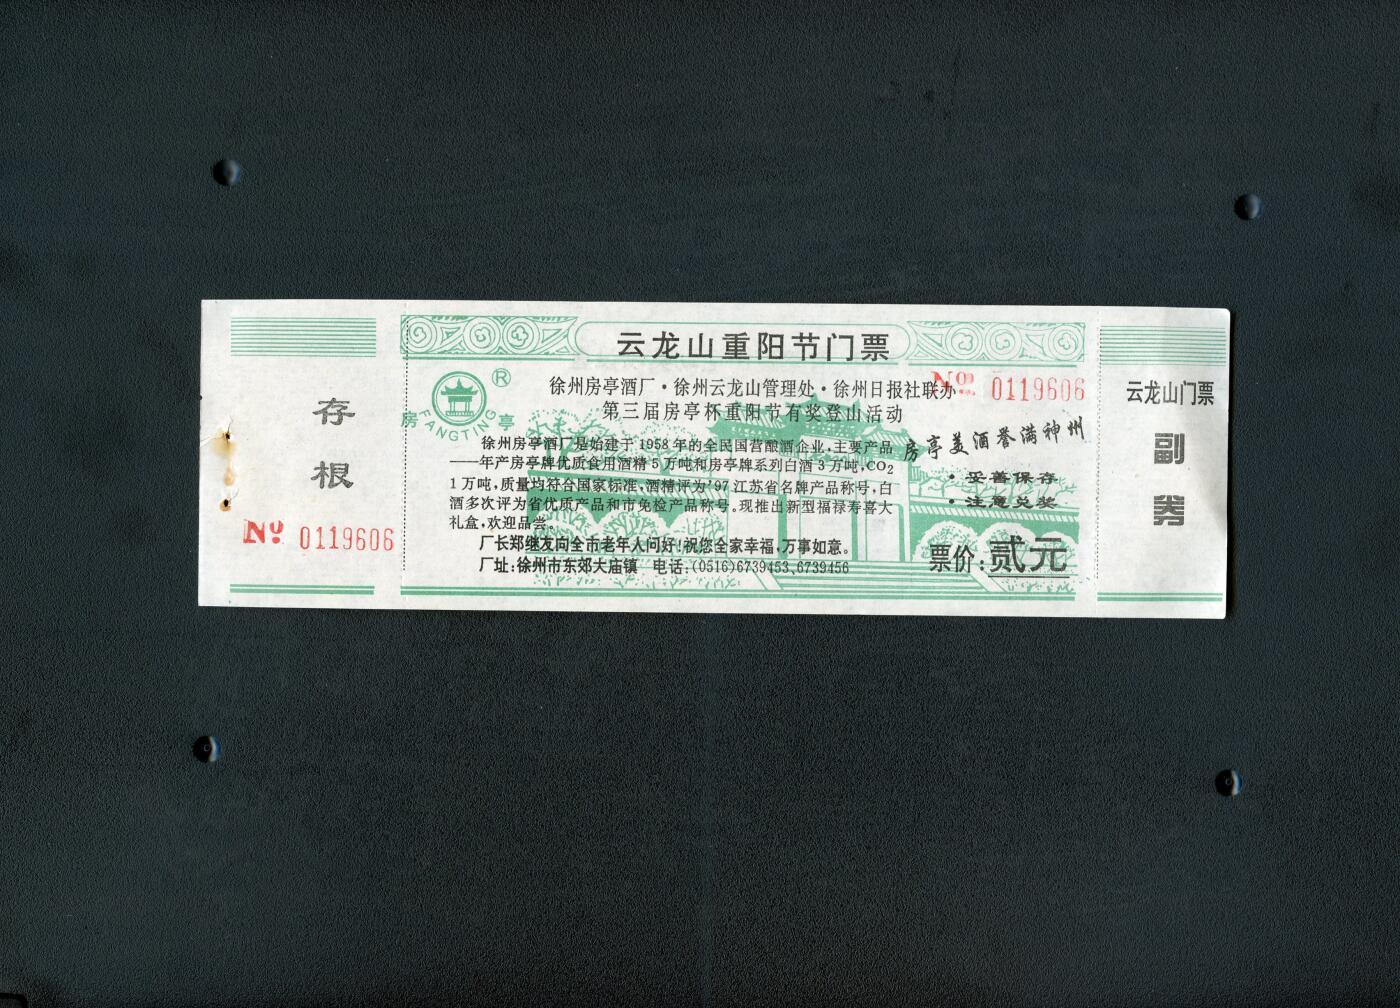 存
根
No 0119606
云龙山重阳节门票
®
房 亭
FANGTING
徐州房亭酒厂·徐州云龙山管理处·徐州日报社联办
No 0119606
第三届房亭杯重阳节有奖登山活动
徐州房亭酒厂是始建于1958年的全民国营酿酒企业,主要产品
——年产房亭牌优质食用酒精5万吨和房亭牌系列白酒3万吨,CO₂
1万吨,质量均符合国家标准,酒精评为'97江苏省名牌产品称号,白
酒多次评为省优质产品和市免检产品称号。现推出新型福禄寿喜大
礼盒,欢迎品尝。
厂长郑继友向全市老年人问好!祝您全家幸福,万事如意。
厂址:徐州市东郊大庙镇 电话:(0516)6739453、6739456
房亭美酒誉满神州
·妥善保存
·注意兑奖
票价:贰元
云龙山门票
副
券